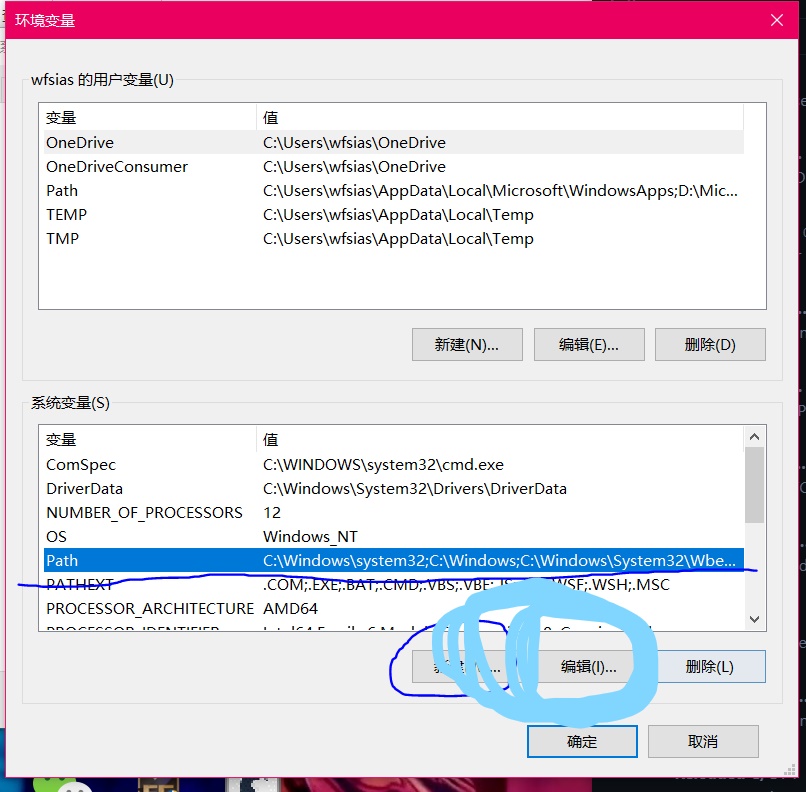 环境变量
wfsias 的用户变量(U)
变量 值
OneDrive C:\Users\wfsias\OneDrive
OneDriveConsumer C:\Users\wfsias\OneDrive
Path C:\Users\wfsias\AppData\Local\Microsoft\WindowsApps;D:\Mic...
TEMP C:\Users\wfsias\AppData\Local\Temp
TMP C:\Users\wfsias\AppData\Local\Temp
新建(N)... 编辑(E)... 删除(D)
系统变量(S)
变量 值
ComSpec C:\WINDOWS\system32\cmd.exe
DriverData C:\Windows\System32\Drivers\DriverData
NUMBER_OF_PROCESSORS 12
OS Windows_NT
Path C:\Windows\system32;C:\Windows;C:\Windows\System32\Wbe...
PATHEXT .COM;.EXE;.BAT;.CMD;.VBS;.VBE;.JS;.JSE;.WSF;.WSH;.MSC
PROCESSOR_ARCHITECTURE AMD64
PROCESSOR_IDENTIFIER Intel64 Family 6
编辑(I)... 删除(L)
确定 取消